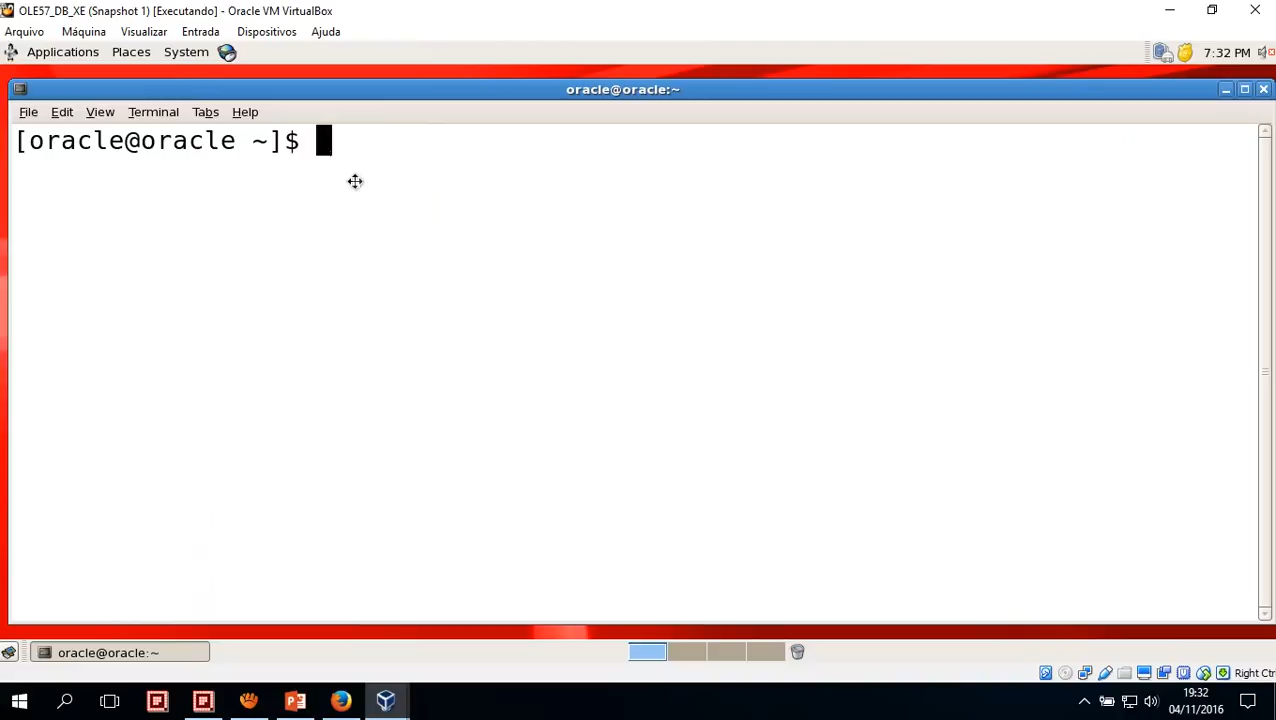 OLE57_DB_XE (Snapshot 1) [Executando] - Oracle VM VirtualBox
Arquivo Máquina Visualizar Entrada Dispositivos Ajuda
Applications Places System 7:32 PM
oracle@oracle:~
File Edit View Terminal Tabs Help
[oracle@oracle ~]$
oracle@oracle:~
Right Ctrl
19:32
04/11/2016